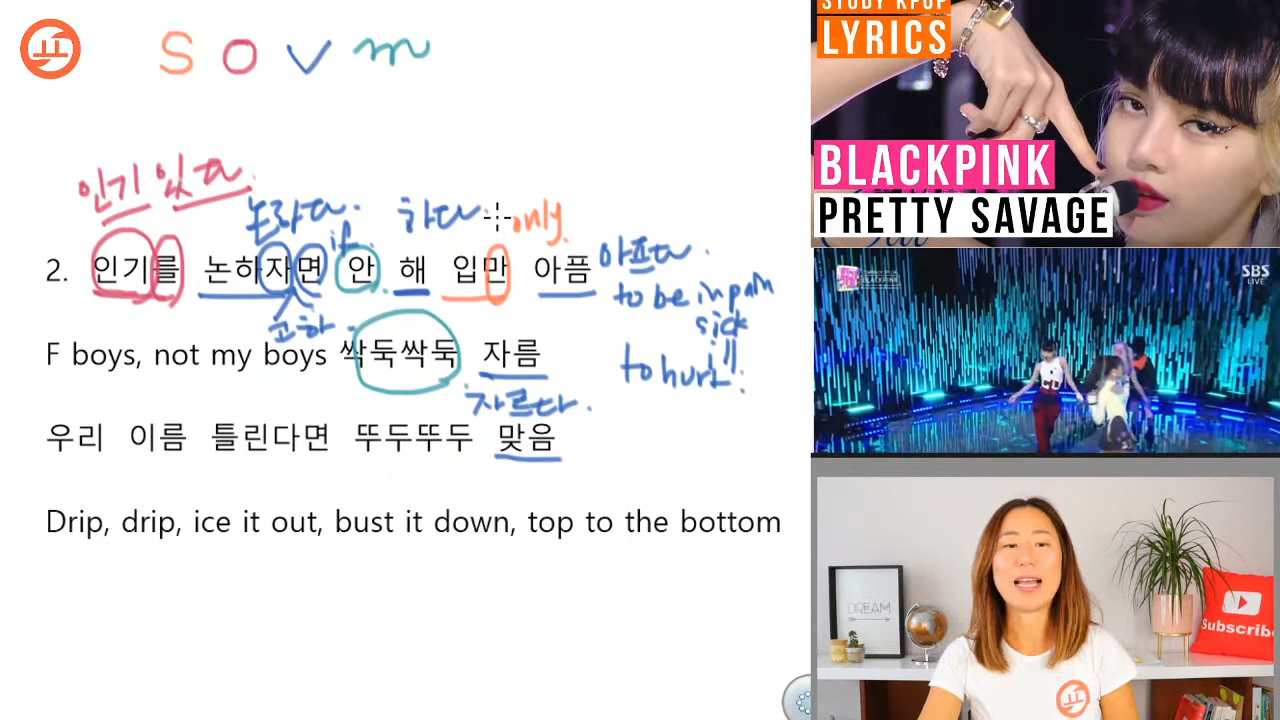 S O V m
인기 있다.
논하다. 하다. only.
if.
2. 인기를 논하자면 안 해 입만 아픔
아프다.
to be in pain
sick
to hurt!!
F boys, not my boys 싹둑싹둑 자름
자르다.
우리 이름 틀린다면 뚜두뚜두 맞음
Drip, drip, ice it out, bust it down, top to the bottom
STUDY KPOP
LYRICS
BLACKPINK
PRETTY SAVAGE
SBS
LIVE
DREAM
Subscribe